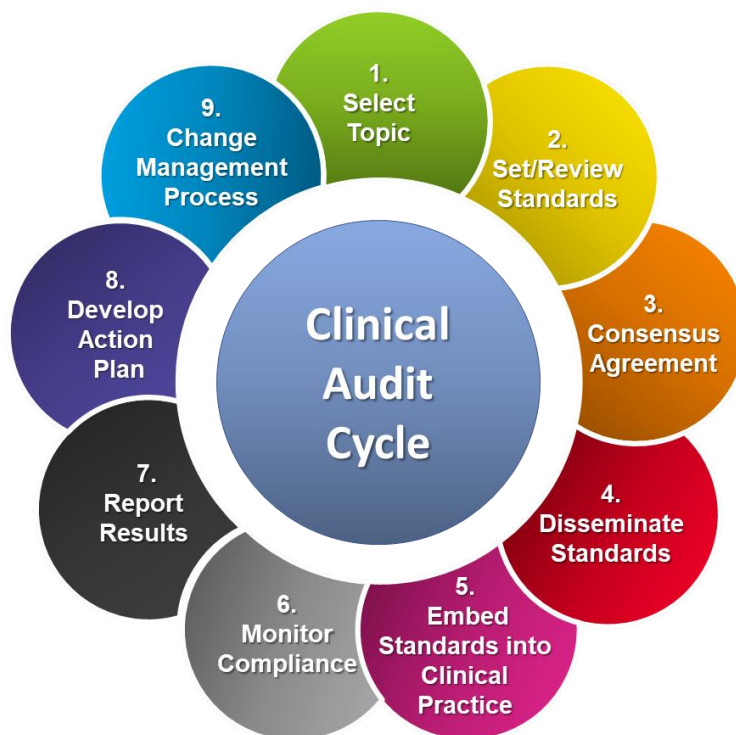 1.
Select
Topic
2.
Set/Review
Standards
3.
Consensus
Agreement
4.
Disseminate
Standards
5.
Embed
Standards into
Clinical
Practice
6.
Monitor
Compliance
7.
Report
Results
8.
Develop
Action
Plan
9.
Change
Management
Process
Clinical
Audit
Cycle